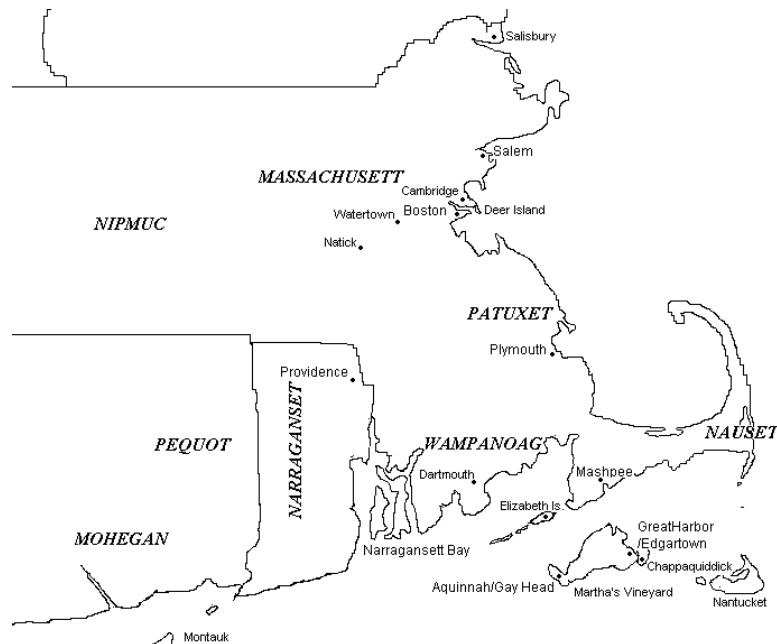 Salisbury
Salem
MASSACHUSETT
Cambridge
Deer Island
Boston
Watertown
NIPMUC
Natick
PATUXET
Plymouth
Providence
NARRAGANSET
PEQUOT
WAMPANOAG
NAUSET
Dartmouth
Mashpee
Elizabeth Is.
MOHEGAN
Narragansett Bay
GreatHarbor
/Edgartown
Chappaquiddick
Aquinnah/Gay Head
Martha's Vineyard
Nantucket
Montauk